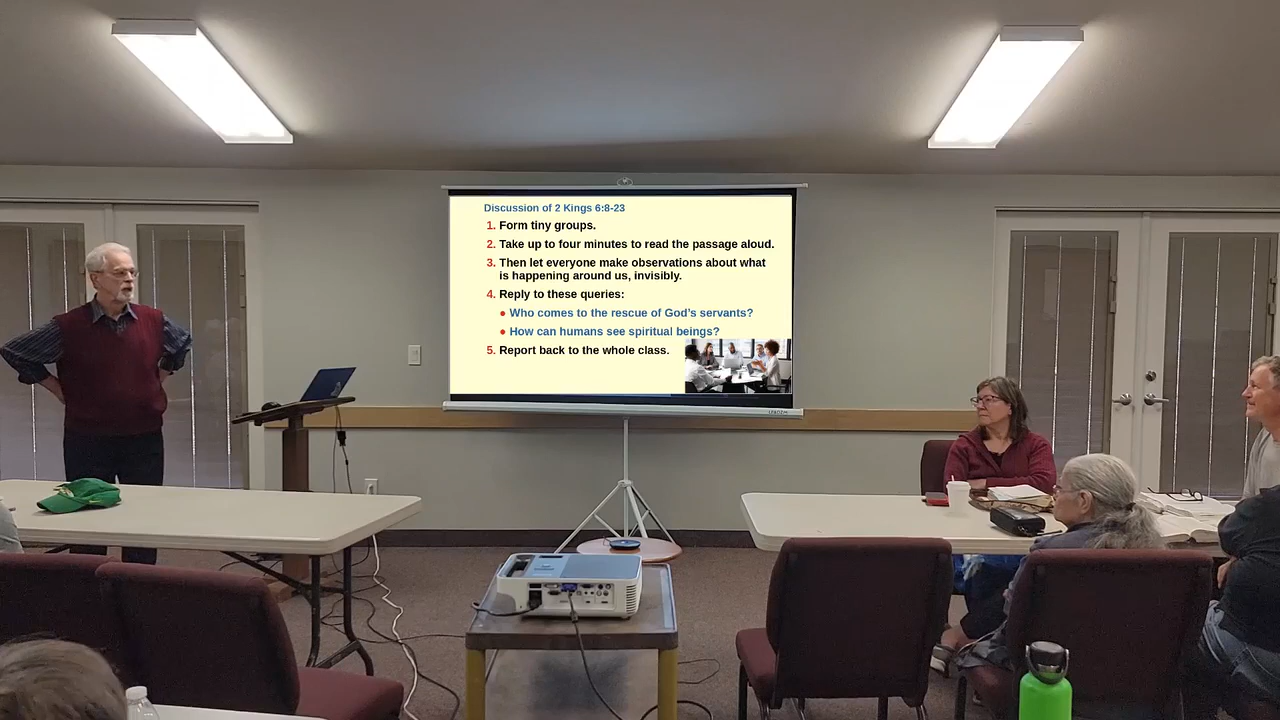 Discussion of 2 Kings 6:8-23
1. Form tiny groups.
2. Take up to four minutes to read the passage aloud.
3. Then let everyone make observations about what
is happening around us, invisibly.
4. Reply to these queries:
• Who comes to the rescue of God's servants?
• How can humans see spiritual beings?
5. Report back to the whole class.